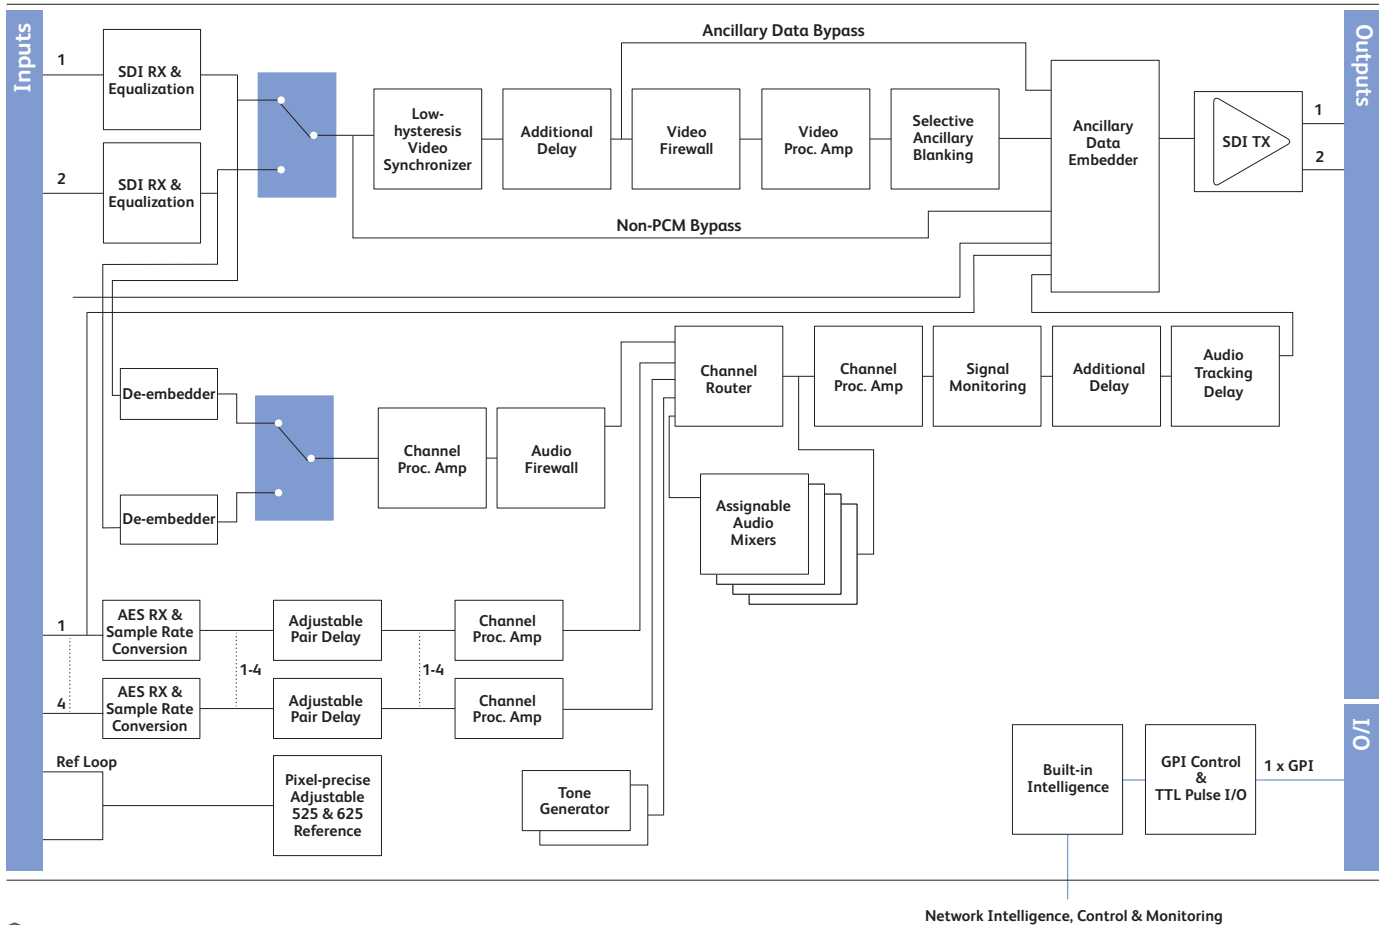 Inputs
Outputs
I/O
1
SDI RX &
Equalization
2
SDI RX &
Equalization
Low-
hysteresis
Video
Synchronizer
Additional
Delay
Ancillary Data Bypass
Video
Firewall
Video
Proc. Amp
Selective
Ancillary
Blanking
Ancillary
Data
Embedder
SDI TX
1
2
Non-PCM Bypass
De-embedder
De-embedder
Channel
Proc. Amp
Audio
Firewall
Channel
Router
Channel
Proc. Amp
Signal
Monitoring
Additional
Delay
Audio
Tracking
Delay
Assignable
Audio
Mixers
1
AES RX &
Sample Rate
Conversion
Adjustable
Pair Delay
Channel
Proc. Amp
1-4
1-4
4
AES RX &
Sample Rate
Conversion
Adjustable
Pair Delay
Channel
Proc. Amp
Ref Loop
Pixel-precise
Adjustable
525 & 625
Reference
Tone
Generator
Built-in
Intelligence
GPI Control
&
TTL Pulse I/O
1 x GPI
Network Intelligence, Control & Monitoring